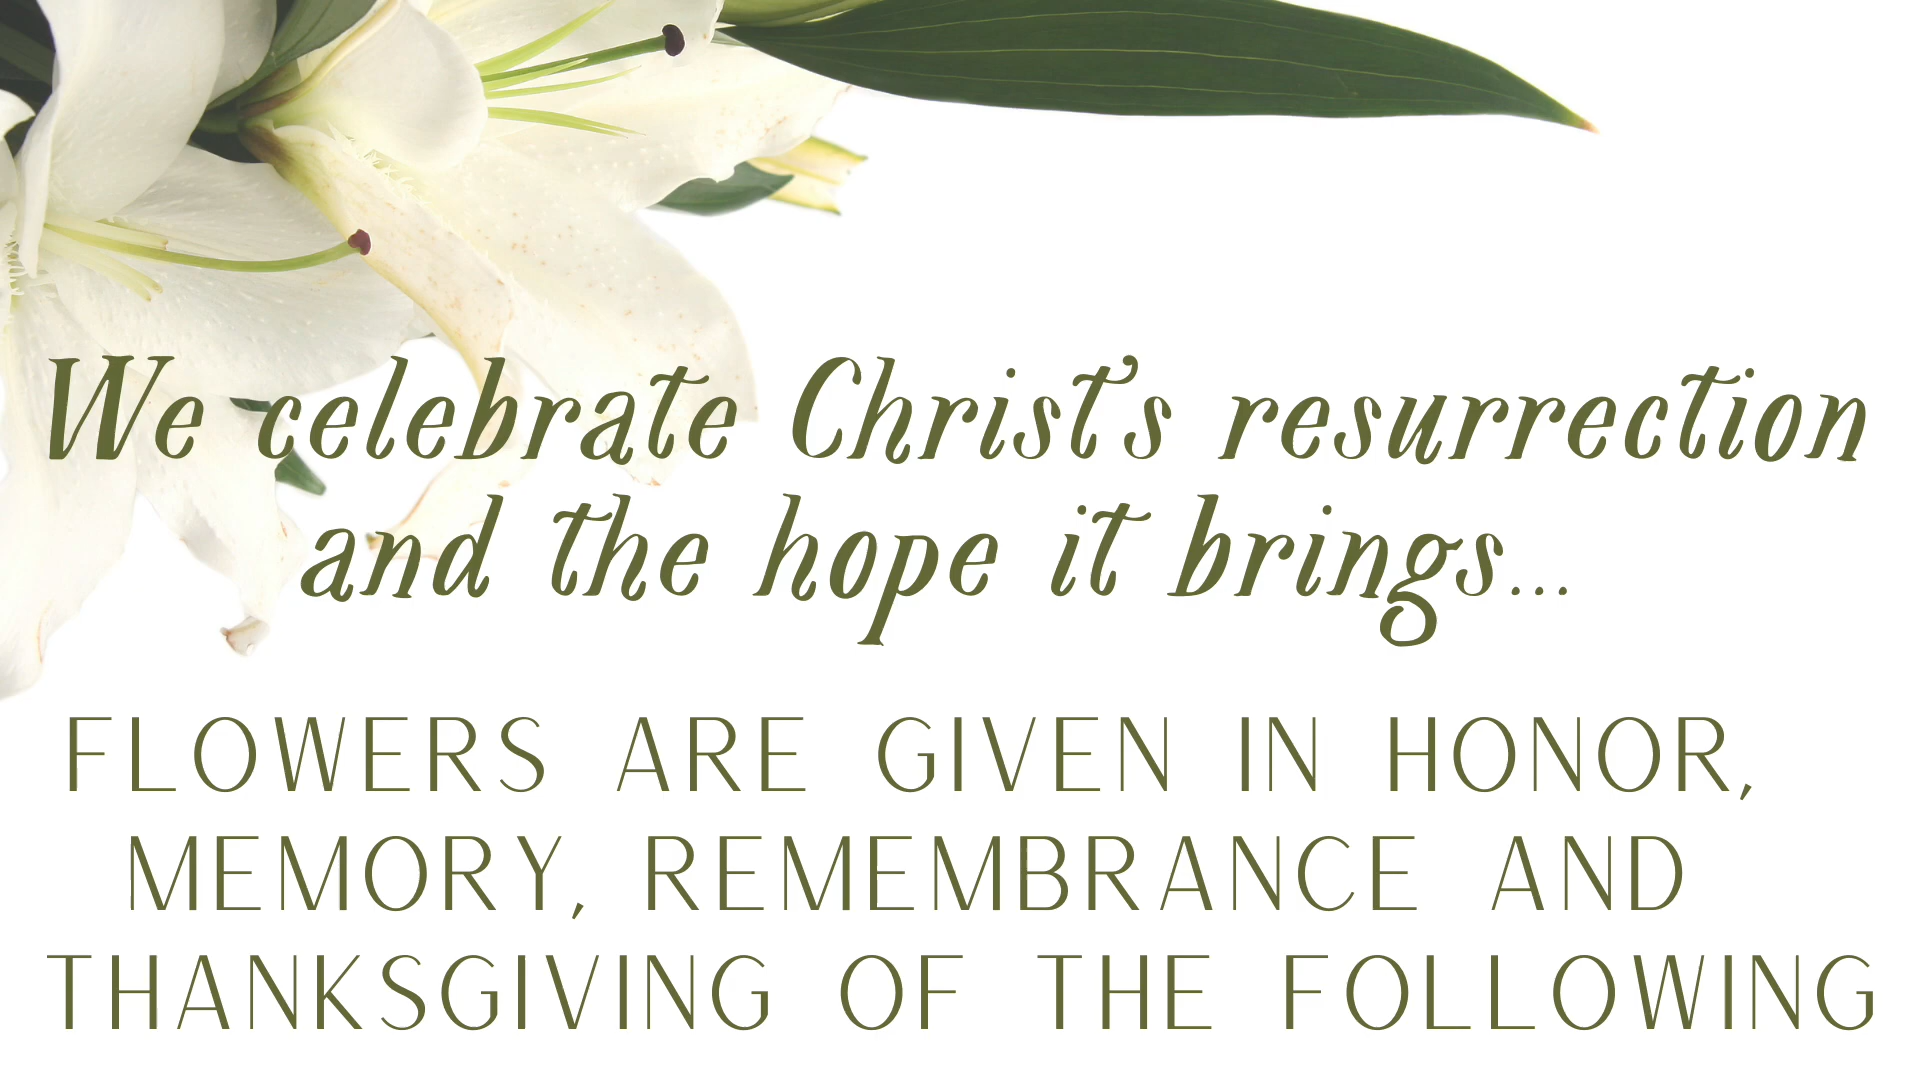 We celebrate Christ's resurrection
and the hope it brings...
FLOWERS ARE GIVEN IN HONOR,
MEMORY, REMEMBRANCE AND
THANKSGIVING OF THE FOLLOWING